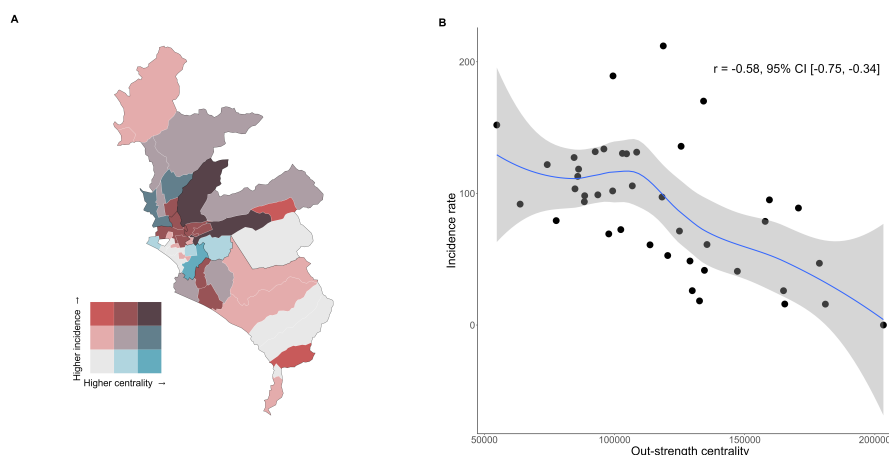 A
Higher incidence →
Higher centrality →
B
r = -0.58, 95% CI [-0.75, -0.34]
Incidence rate
200
100
0
50000
100000
150000
200000
Out-strength centrality